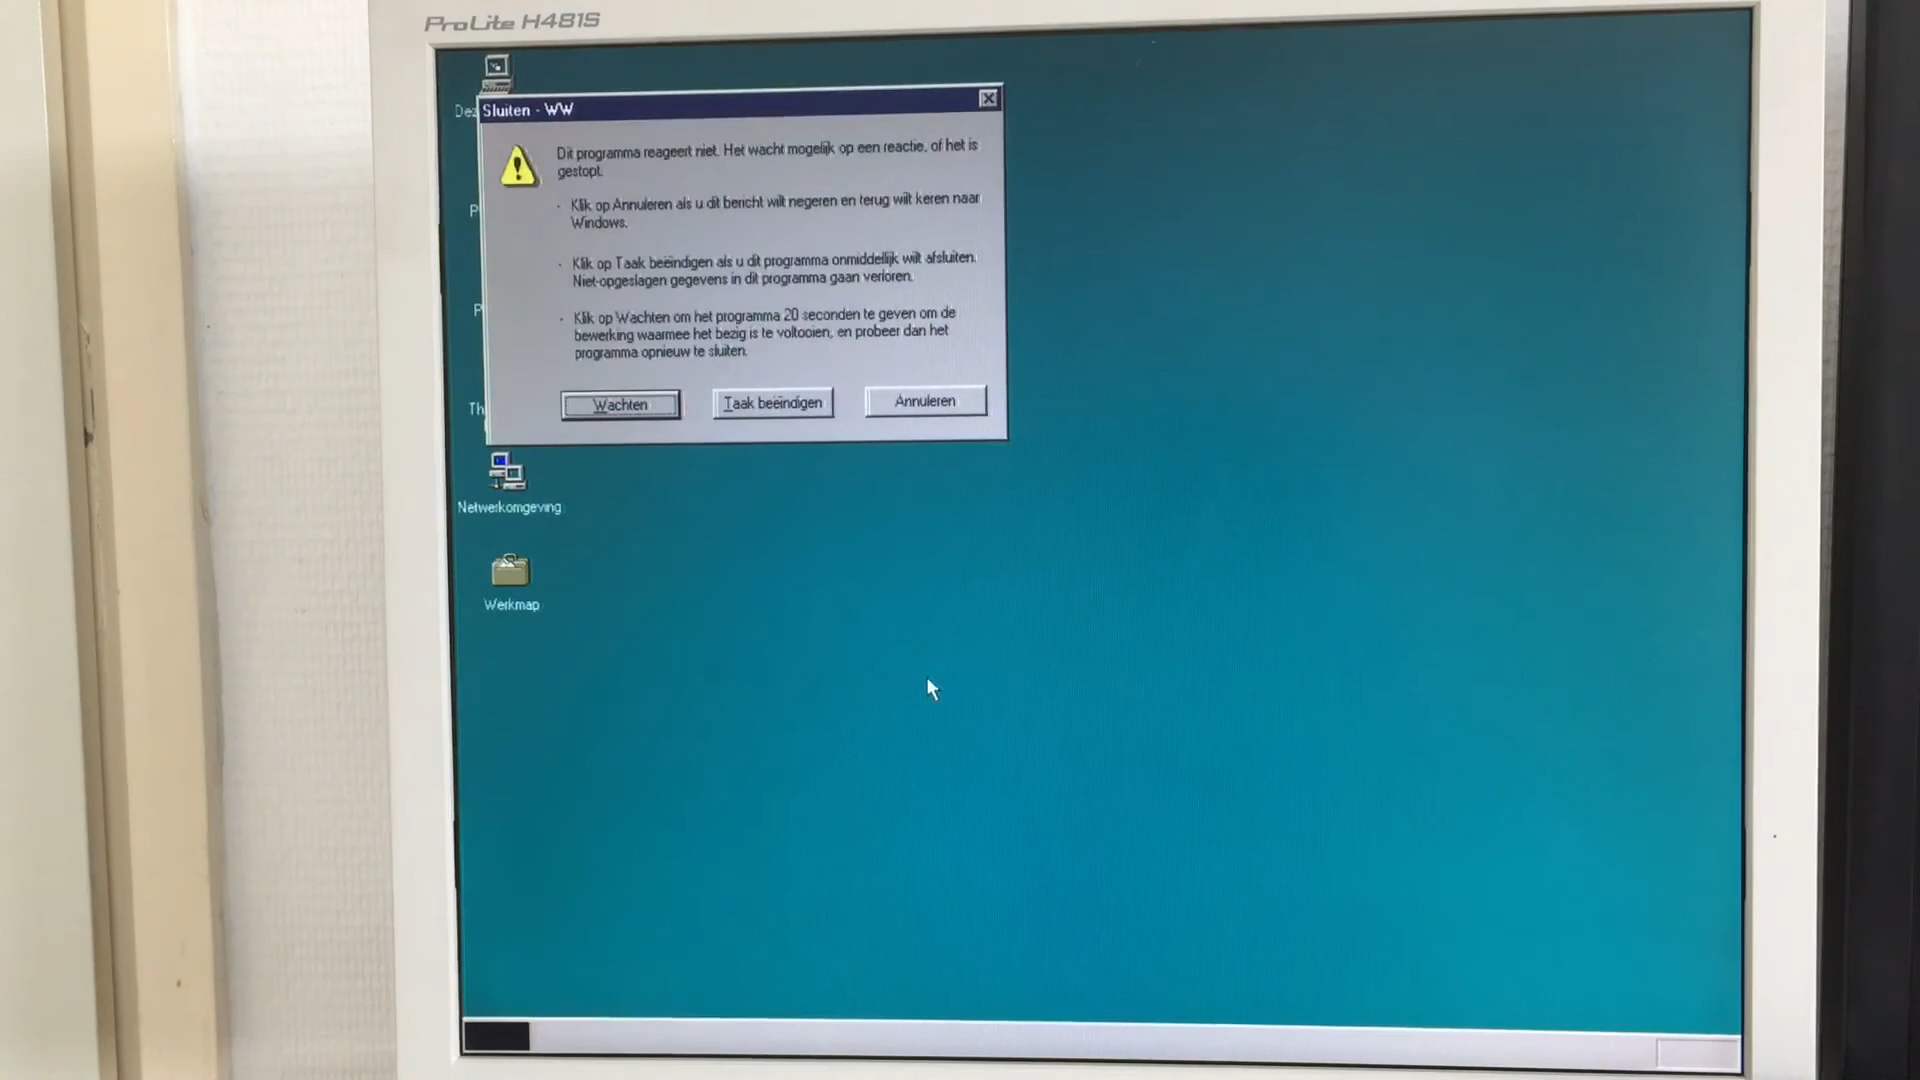 ProLite H481S
Sluiten - WW
Dit programma reageert niet. Het wacht mogelijk op een reactie, of het is
gestopt.
· Klik op Annuleren als u dit bericht wilt negeren en terug wilt keren naar
Windows.
· Klik op Taak beëindigen als u dit programma onmiddellijk wilt afsluiten.
Niet-opgeslagen gegevens in dit programma gaan verloren.
· Klik op Wachten om het programma 20 seconden te geven om de
bewerking waarmee het bezig is te voltooien, en probeer dan het
programma opnieuw te sluiten.
Wachten Taak beëindigen Annuleren
Netwerkomgeving
Werkmap